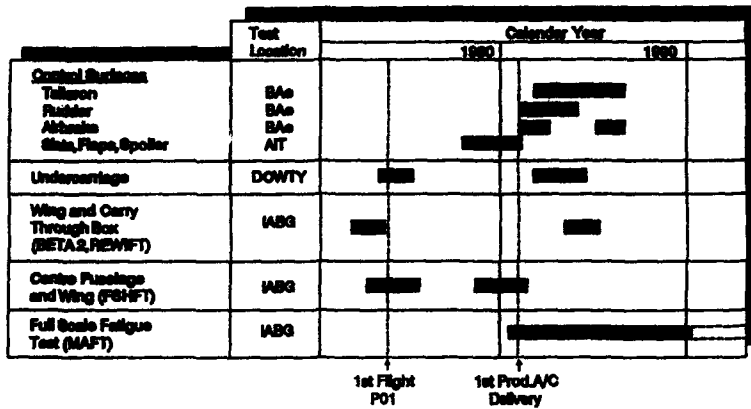 Test Location
Calendar Year
1980
1990
Control Surfaces
Taileron BAe
Rudder BAe
Airbrake BAe
Slats,Flaps,Spoiler AIT
Undercarriage DOWTY
Wing and Carry
Through Box IABG
(BETA 2,REWIFT)
Centre Fuselage
and Wing (FSHFT) IABG
Full Scale Fatigue
Test (MAFT) IABG
1st Flight
P01
1st Prod.A/C
Delivery